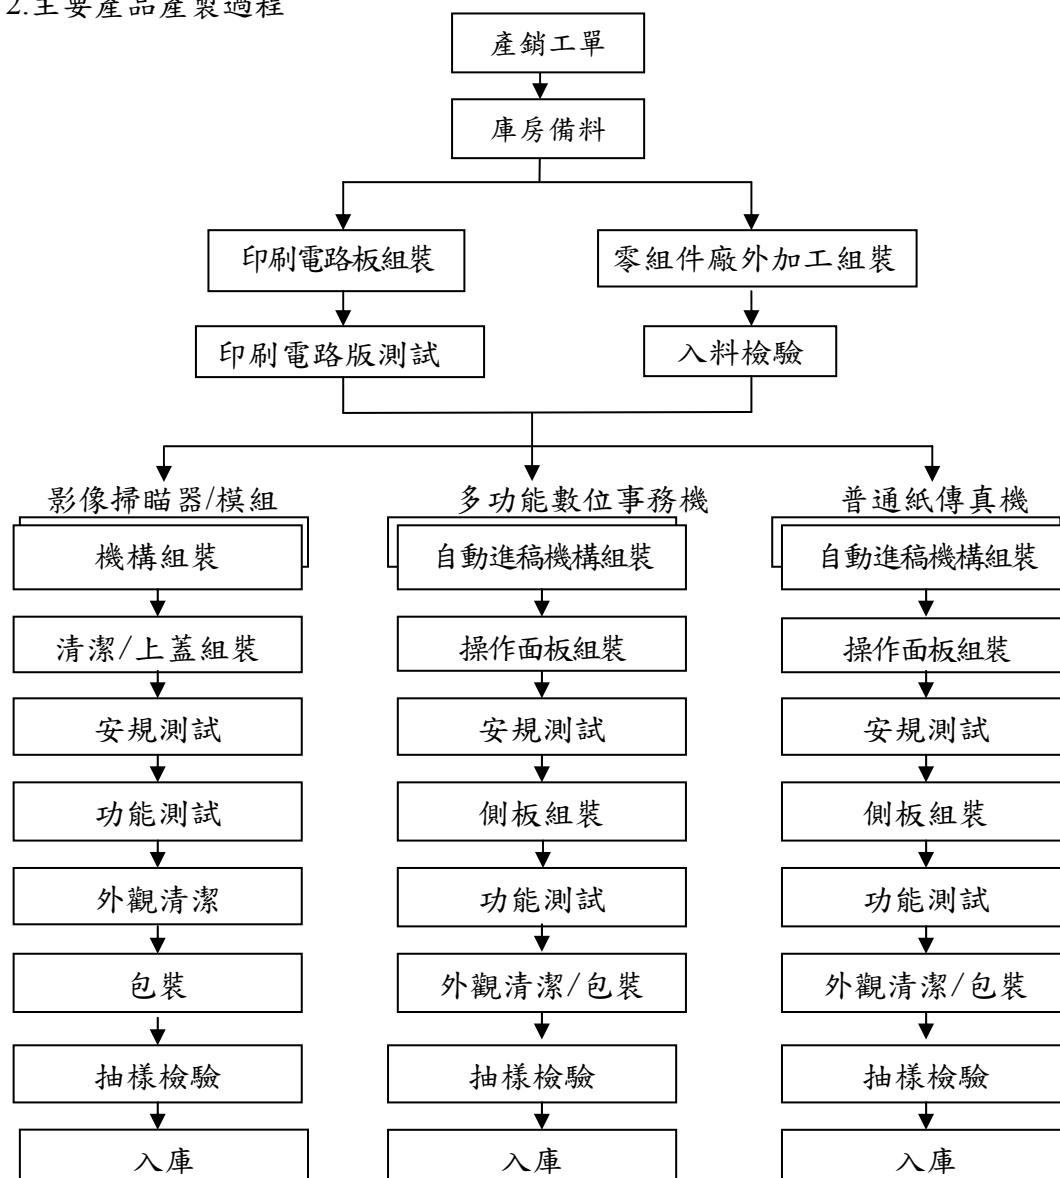 2.主要產品產製過程
產銷工單
庫房備料
印刷電路板組裝
零組件廠外加工組裝
印刷電路版測試
入料檢驗
影像掃瞄器/模組
多功能數位事務機
普通紙傳真機
機構組裝
自動進稿機構組裝
自動進稿機構組裝
清潔/上蓋組裝
操作面板組裝
操作面板組裝
安規測試
安規測試
安規測試
功能測試
側板組裝
側板組裝
外觀清潔
功能測試
功能測試
包裝
外觀清潔/包裝
外觀清潔/包裝
抽樣檢驗
抽樣檢驗
抽樣檢驗
入庫
入庫
入庫